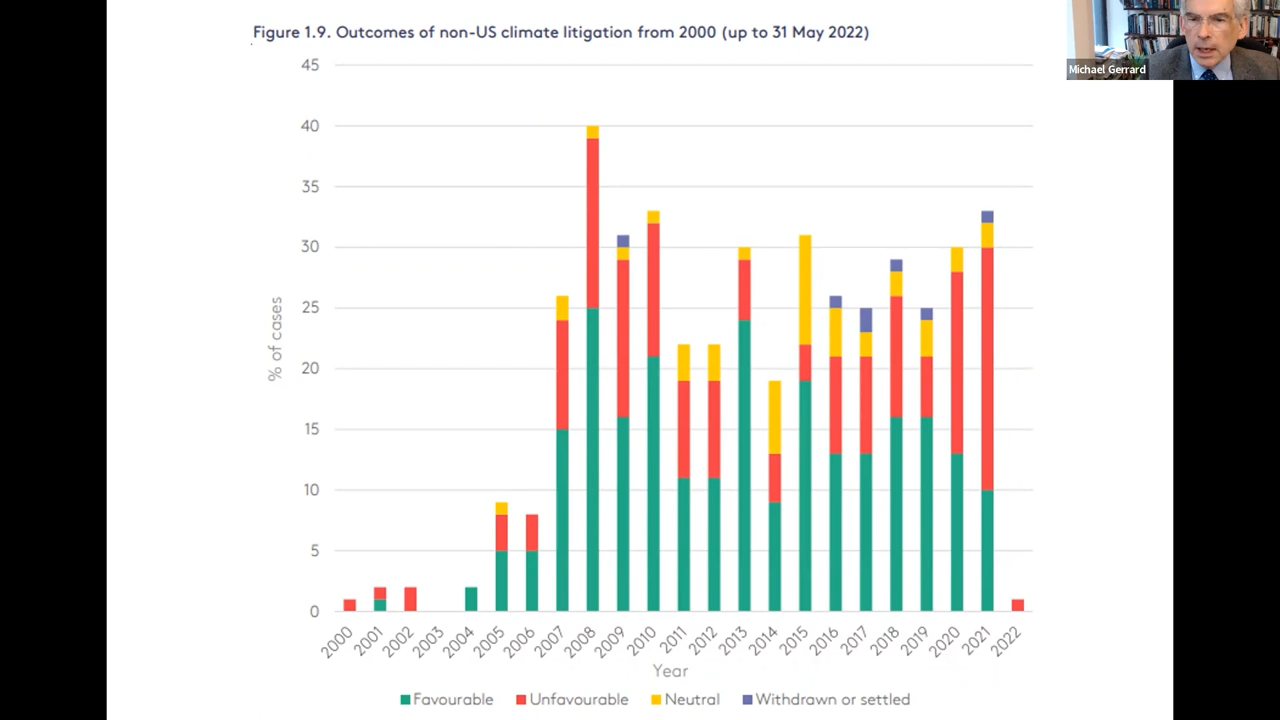 Figure 1.9. Outcomes of non-US climate litigation from 2000 (up to 31 May 2022)
Michael Gerrard
45
40
35
30
25
20
15
10
5
0
% of cases
2000 2001 2002 2003 2004 2005 2006 2007 2008 2009 2010 2011 2012 2013 2014 2015 2016 2017 2018 2019 2020 2021 2022
Year
Favourable Unfavourable Neutral Withdrawn or settled